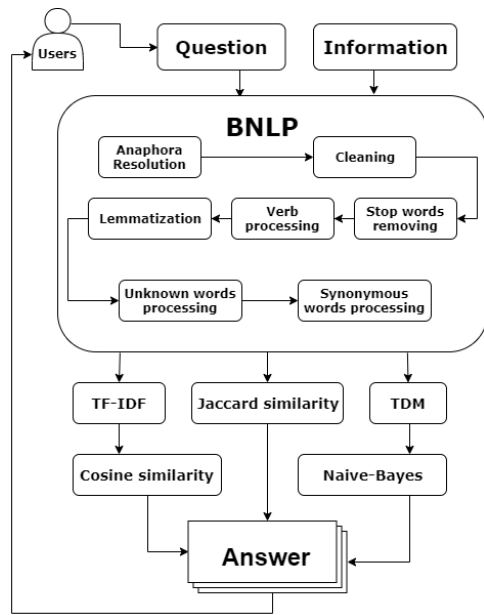 Users
Question
Information
BNLP
Anaphora
Resolution
Cleaning
Lemmatization
Verb
processing
Stop words
removing
Unknown words
processing
Synonymous
words processing
TF-IDF
Jaccard similarity
TDM
Cosine similarity
Naive-Bayes
Answer